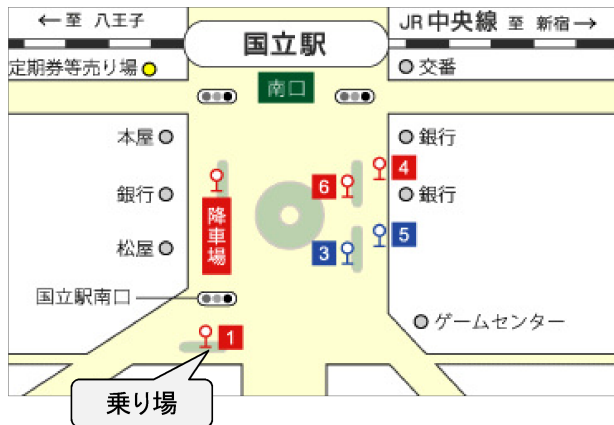 ←至 八王子
国立駅
JR中央線 至 新宿→
定期券等売り場
南口
交番
本屋
銀行
4
6
銀行
銀行
降車場
松屋
3
5
国立駅南口
1
ゲームセンター
乗り場